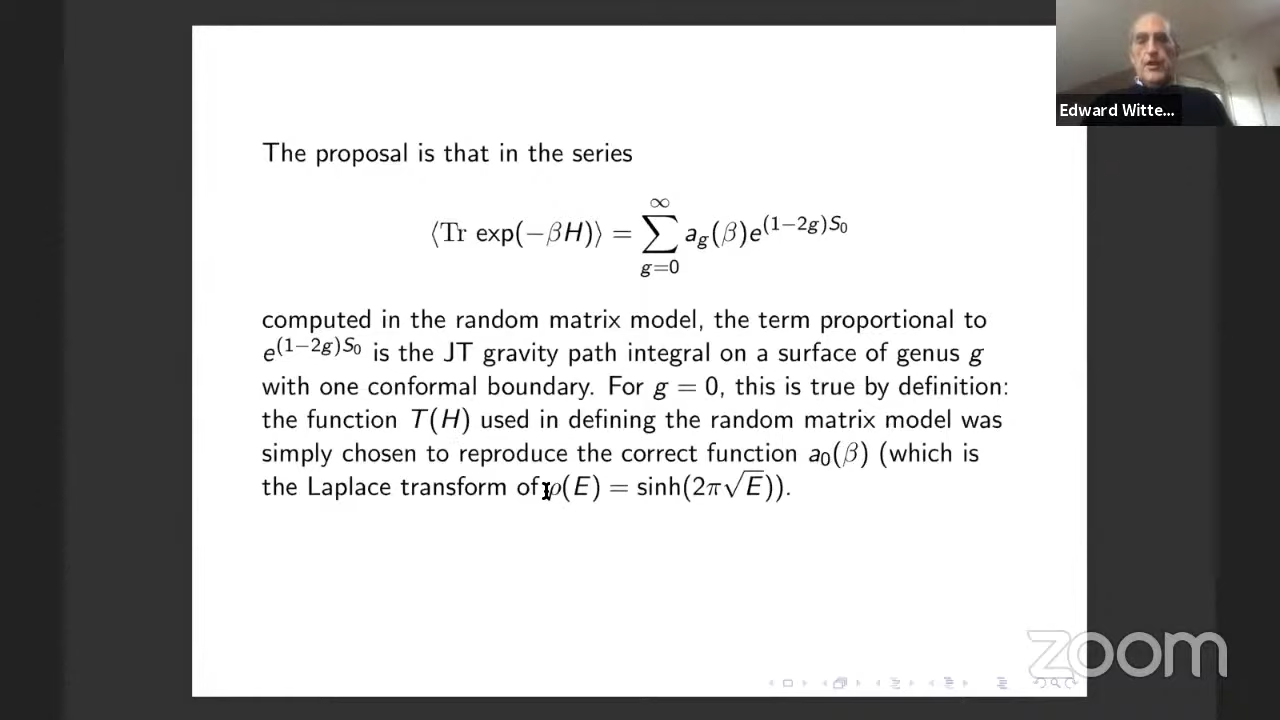 Edward Witte...
The proposal is that in the series
⟨Tr exp(−βH)⟩ = ∑_{g=0}^{∞} a_g(β)e^{(1−2g)S_0}
computed in the random matrix model, the term proportional to
e^{(1−2g)S_0} is the JT gravity path integral on a surface of genus g
with one conformal boundary. For g = 0, this is true by definition:
the function T(H) used in defining the random matrix model was
simply chosen to reproduce the correct function a_0(β) (which is
the Laplace transform of ρ(E) = sinh(2π√E)).
zoom